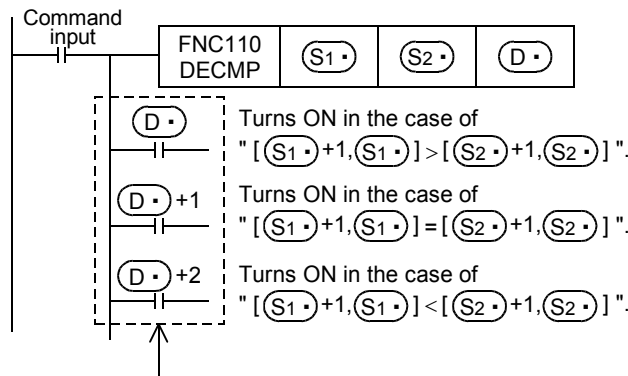 Command
input
FNC110
DECMP
S1 • S2 • D •
D •
Turns ON in the case of
" [ S1 • +1, S1 • ] > [ S2 • +1, S2 • ] ".
D • +1
Turns ON in the case of
" [ S1 • +1, S1 • ] = [ S2 • +1, S2 • ] ".
D • +2
Turns ON in the case of
" [ S1 • +1, S1 • ] < [ S2 • +1, S2 • ] ".